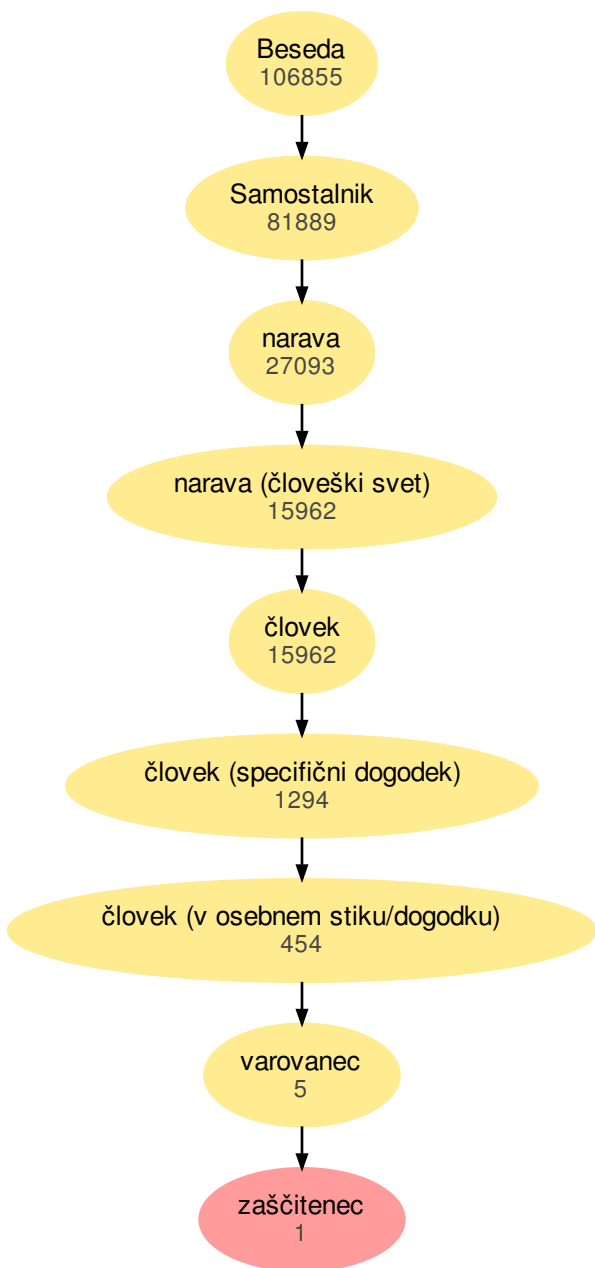 Beseda
106855
Samostalnik
81889
narava
27093
narava (človeški svet)
15962
človek
15962
človek (specifični dogodek)
1294
človek (v osebnem stiku/dogodku)
454
varovanec
5
zaščitenec
1